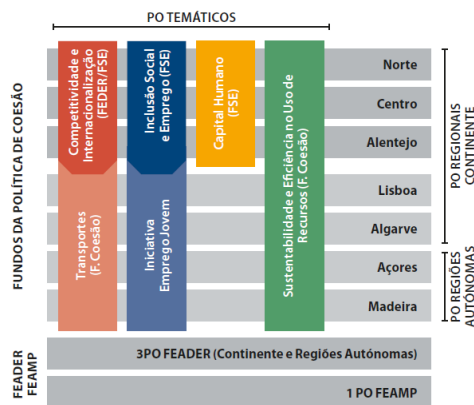 PO TEMÁTICOS
FUNDOS DA POLÍTICA DE COESÃO
Competitividade e
Internacionalização
(FEDER/FSE)
Transportes
(F. Coesão)
Inclusão Social
e Emprego (FSE)
Iniciativa
Emprego Jovem
Capital Humano
(FSE)
Sustentabilidade e Eficiência no Uso de
Recursos (F. Coesão)
Norte
Centro
Alentejo
Lisboa
Algarve
Açores
Madeira
PO REGIONAIS
CONTINENTE
PO REGIÕES
AUTÓNOMAS
FEADER
FEAMP
3PO FEADER (Continente e Regiões Autónomas)
1 PO FEAMP